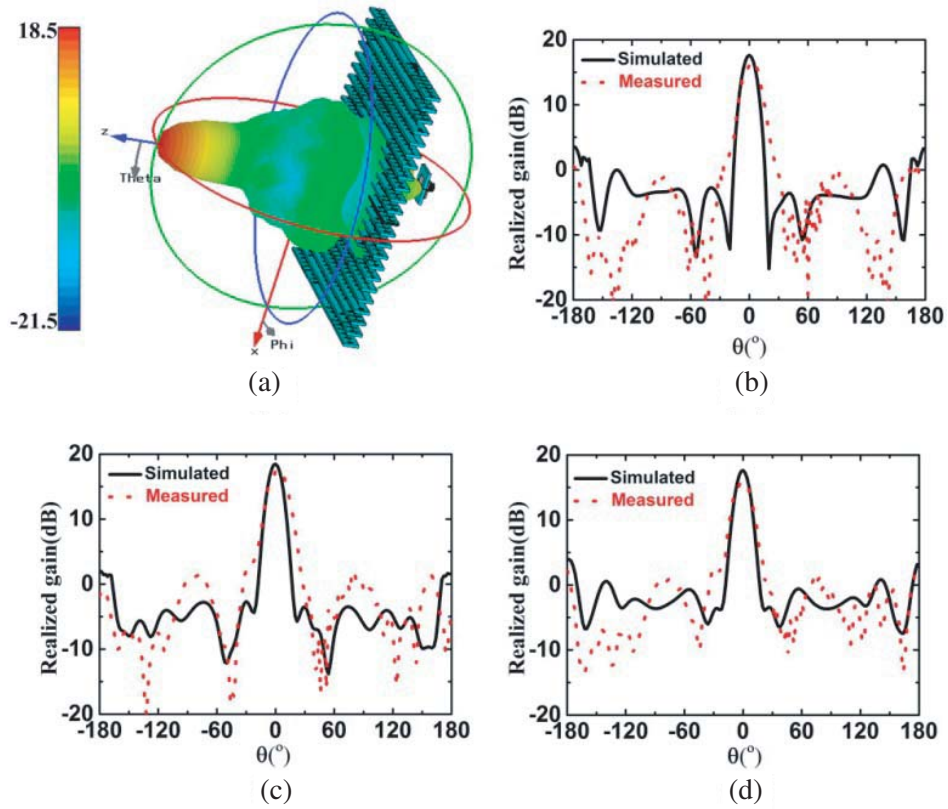 18.5
-21.5
z
Theta
Phi
x
(a)
Realized gain(dB)
20
10
0
-10
-20
Simulated
Measured
-180 -120 -60 0 60 120 180
θ(°)
(b)
Realized gain(dB)
20
10
0
-10
-20
Simulated
Measured
-180 -120 -60 0 60 120 180
θ(°)
(c)
Realized gain(dB)
20
10
0
-10
-20
Simulated
Measured
-180 -120 -60 0 60 120 180
θ(°)
(d)